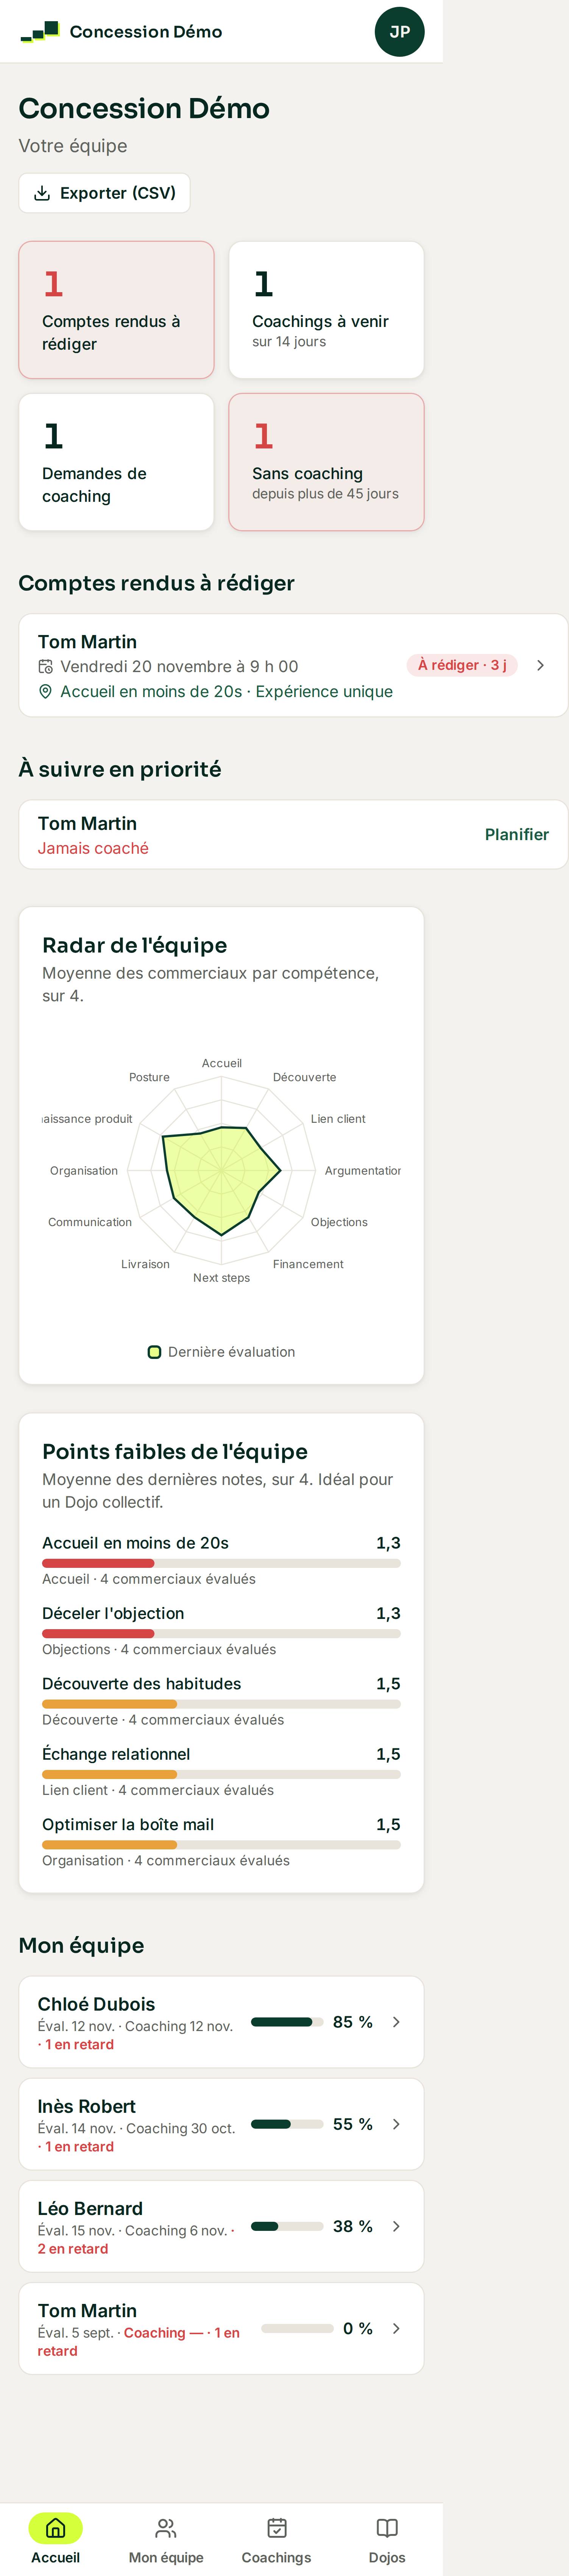 Concession Démo
JP
Concession Démo
Votre équipe
Exporter (CSV)
1
Comptes rendus à
rédiger
1
Coachings à venir
sur 14 jours
1
Demandes de
coaching
1
Sans coaching
depuis plus de 45 jours
Comptes rendus à rédiger
Tom Martin
Vendredi 20 novembre à 9 h 00
Accueil en moins de 20s · Expérience unique
À rédiger · 3 j
À suivre en priorité
Tom Martin
Jamais coaché
Planifier
Radar de l'équipe
Moyenne des commerciaux par compétence,
sur 4.
Accueil
Posture
Découverte
aissance produit
Lien client
Organisation
Argumentation
Communication
Objections
Livraison
Financement
Next steps
Dernière évaluation
Points faibles de l'équipe
Moyenne des dernières notes, sur 4. Idéal pour
un Dojo collectif.
Accueil en moins de 20s 1,3
Accueil · 4 commerciaux évalués
Déceler l'objection 1,3
Objections · 4 commerciaux évalués
Découverte des habitudes 1,5
Découverte · 4 commerciaux évalués
Échange relationnel 1,5
Lien client · 4 commerciaux évalués
Optimiser la boîte mail 1,5
Organisation · 4 commerciaux évalués
Mon équipe
Chloé Dubois
Éval. 12 nov. · Coaching 12 nov.
· 1 en retard
85 %
Inès Robert
Éval. 14 nov. · Coaching 30 oct.
· 1 en retard
55 %
Léo Bernard
Éval. 15 nov. · Coaching 6 nov. ·
2 en retard
38 %
Tom Martin
Éval. 5 sept. · Coaching — · 1 en
retard
0 %
Accueil
Mon équipe
Coachings
Dojos